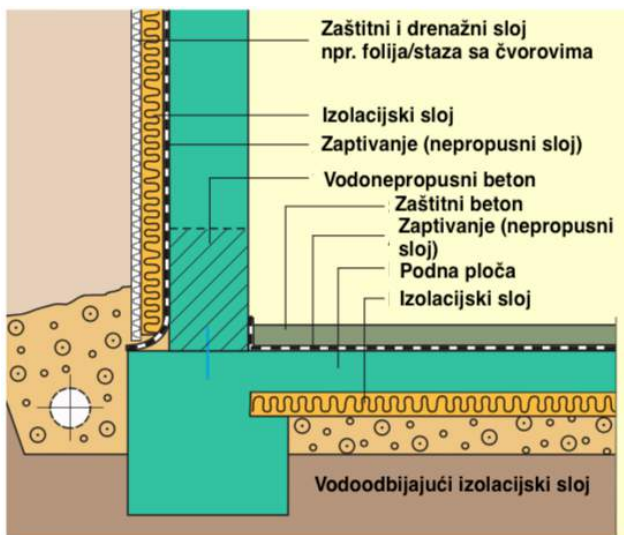 Zaštitni i drenažni sloj
npr. folija/staza sa čvorovima
Izolacijski sloj
Zaptivanje (nepropusni sloj)
Vodonepropusni beton
Zaštitni beton
Zaptivanje (nepropusni
sloj)
Podna ploča
Izolacijski sloj
Vodoodbijajući izolacijski sloj